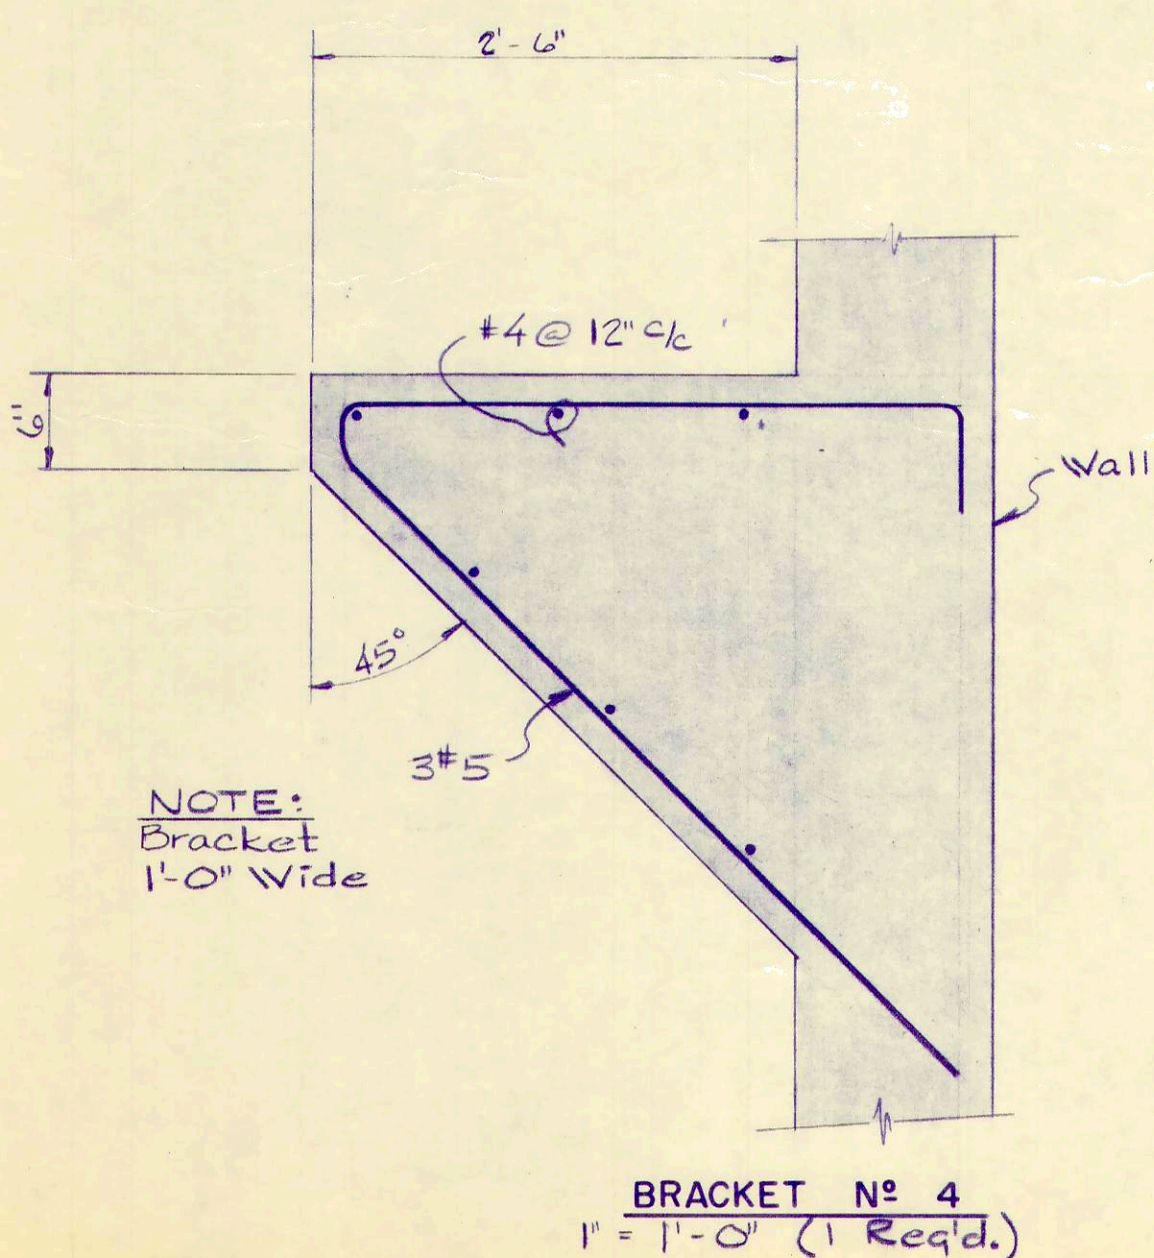 2'-6"
#4 @ 12" c/c
6"
Wall
45°
3#5
NOTE:
Bracket
1'-0" Wide
BRACKET Nº 4
1" = 1'-0" (1 Req'd.)